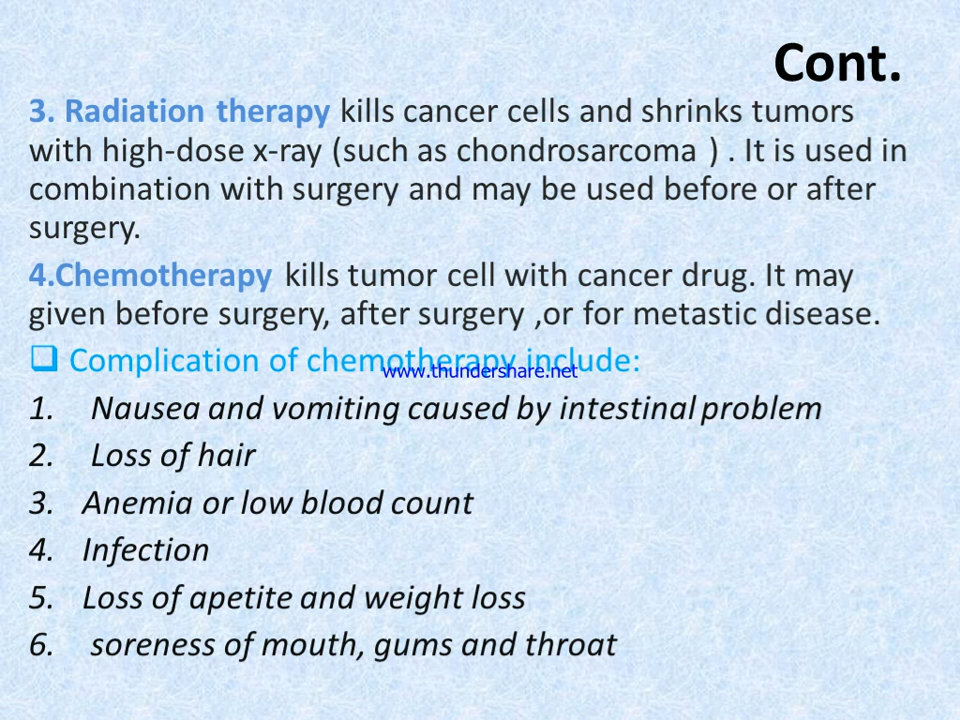 Cont.
3. Radiation therapy kills cancer cells and shrinks tumors
with high-dose x-ray (such as chondrosarcoma ) . It is used in
combination with surgery and may be used before or after
surgery.
4.Chemotherapy kills tumor cell with cancer drug. It may
given before surgery, after surgery ,or for metastic disease.
❑ Complication of chemotherapy include:
www.thundershare.net
1. Nausea and vomiting caused by intestinal problem
2. Loss of hair
3. Anemia or low blood count
4. Infection
5. Loss of apetite and weight loss
6. soreness of mouth, gums and throat